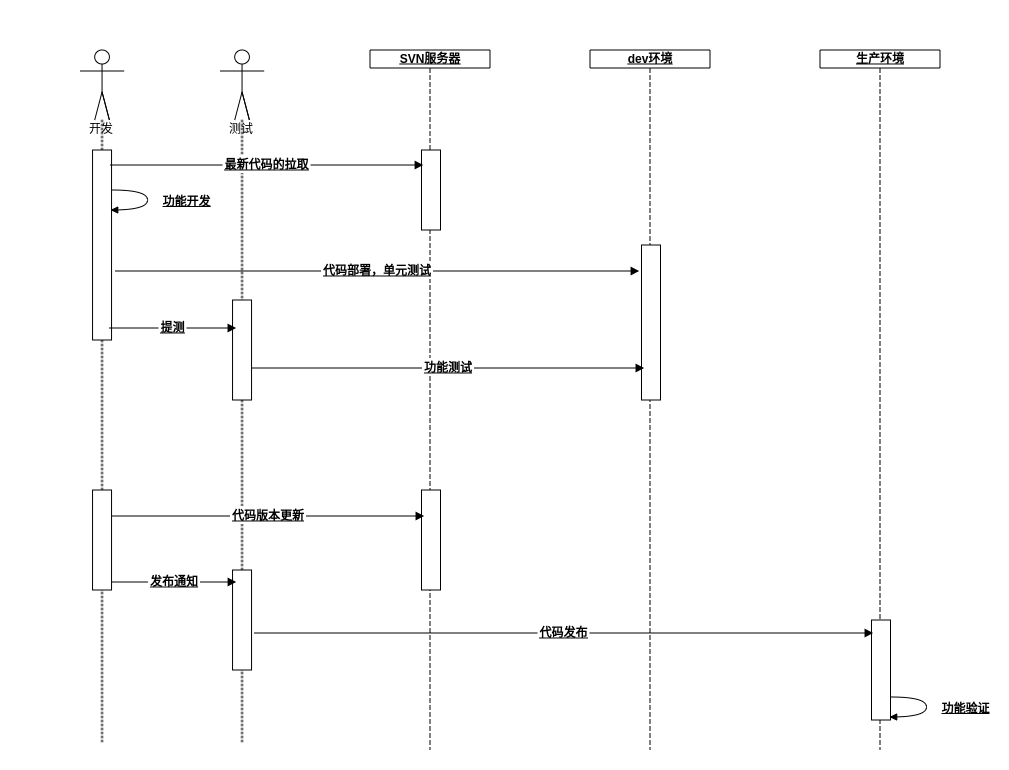 SVN服务器
dev环境
生产环境
开发
测试
最新代码的拉取
功能开发
代码部署，单元测试
提测
功能测试
代码版本更新
发布通知
代码发布
功能验证